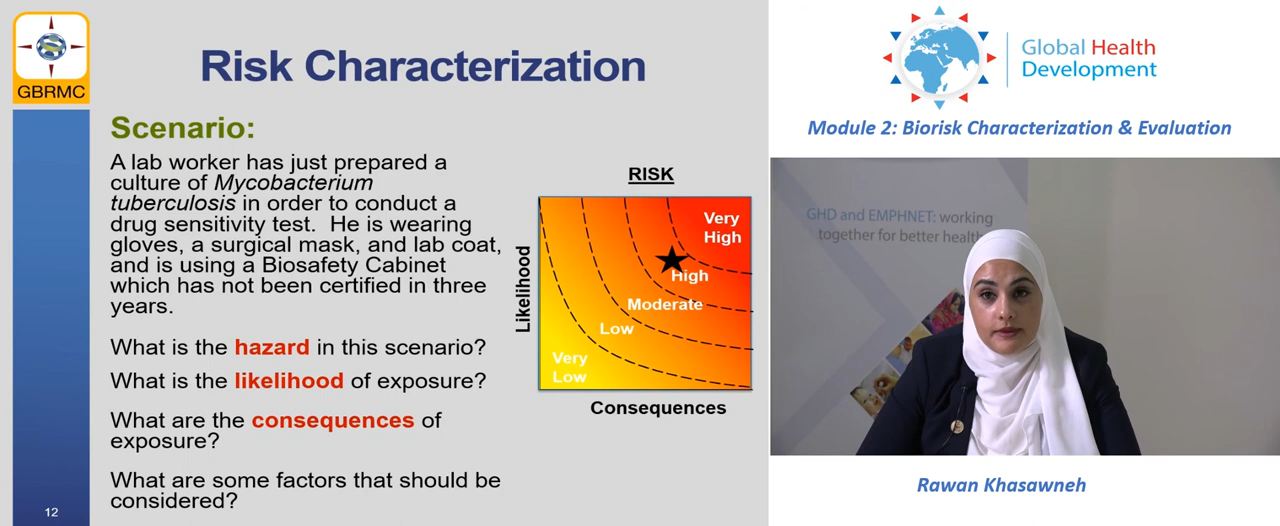 GBRMC
Risk Characterization
Scenario:
A lab worker has just prepared a
culture of Mycobacterium
tuberculosis in order to conduct a
drug sensitivity test. He is wearing
gloves, a surgical mask, and lab coat,
and is using a Biosafety Cabinet
which has not been certified in three
years.
What is the hazard in this scenario?
What is the likelihood of exposure?
What are the consequences of
exposure?
What are some factors that should be
considered?
12
RISK
Likelihood
Very
High
High
Moderate
Low
Very
Low
Consequences
Global Health
Development
Module 2: Biorisk Characterization & Evaluation
GHD and EMPHNET: working
together for better health
Rawan Khasawneh